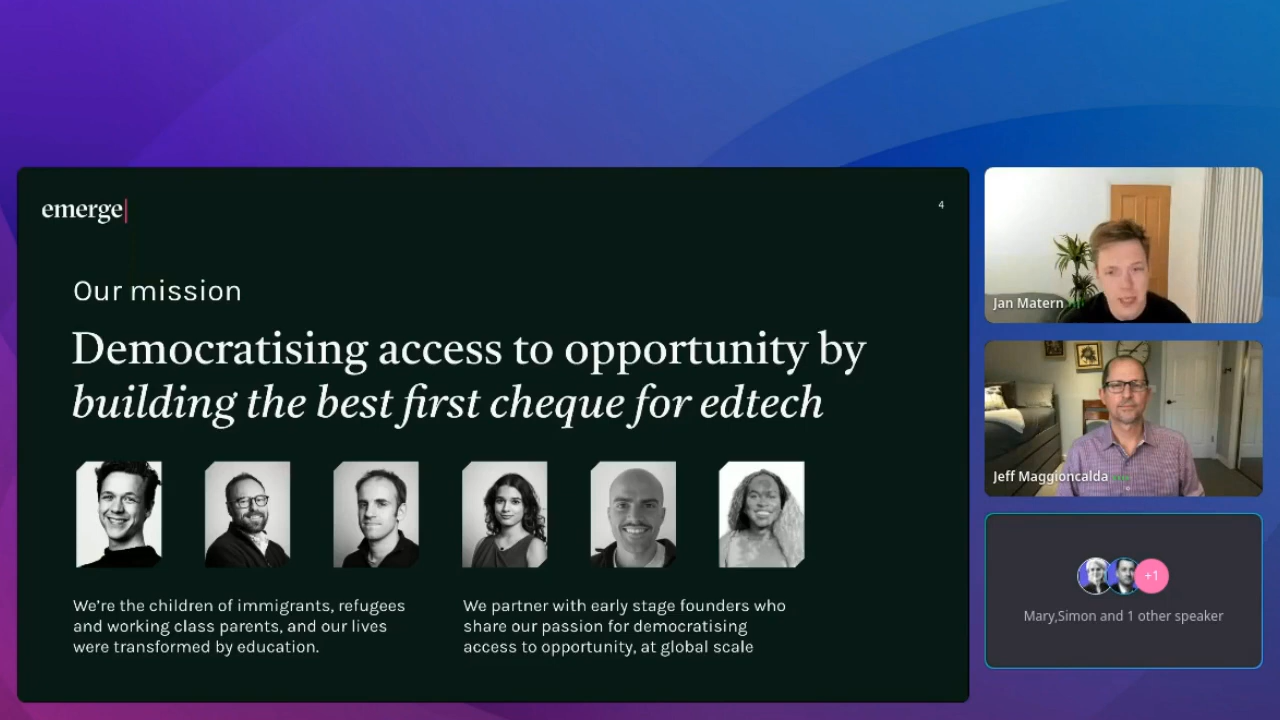 emerge
4
Our mission
Democratising access to opportunity by
building the best first cheque for edtech
We're the children of immigrants, refugees
and working class parents, and our lives
were transformed by education.
We partner with early stage founders who
share our passion for democratising
access to opportunity, at global scale
Jan Matern
Jeff Maggioncalda
+1
Mary,Simon and 1 other speaker